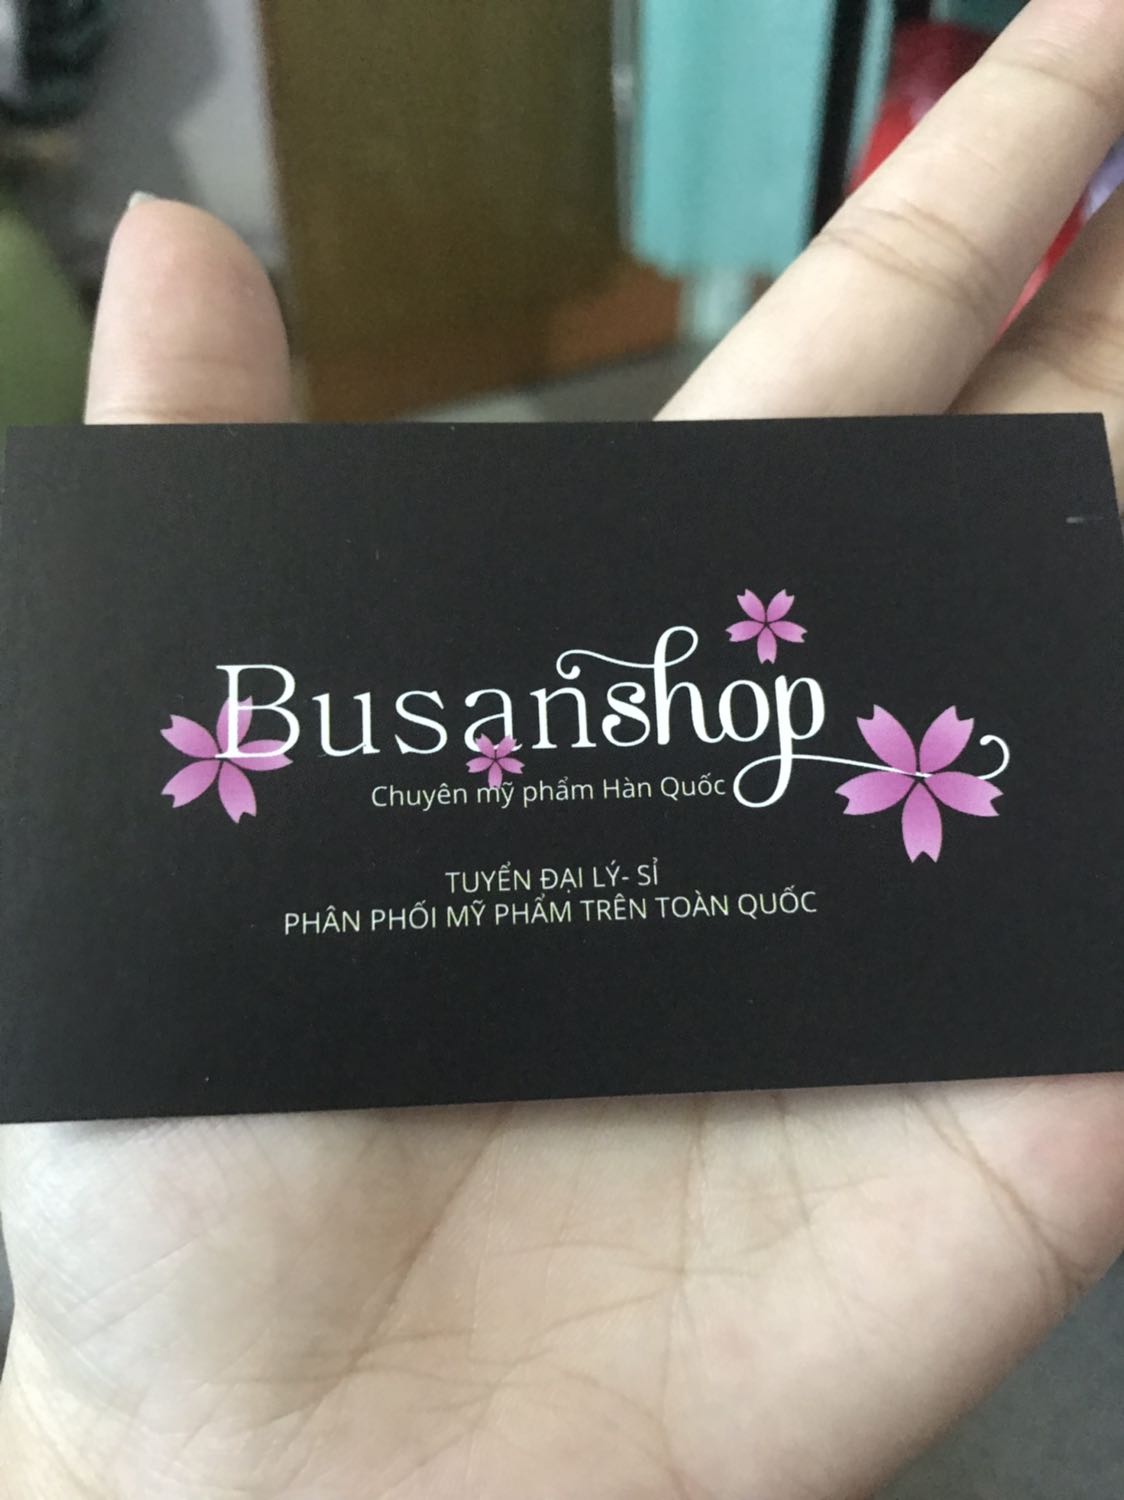 Busanshop
Chuyên mỹ phẩm Hàn Quốc
TUYỂN ĐẠI LÝ- SỈ
PHÂN PHỐI MỸ PHẨM TRÊN TOÀN QUỐC